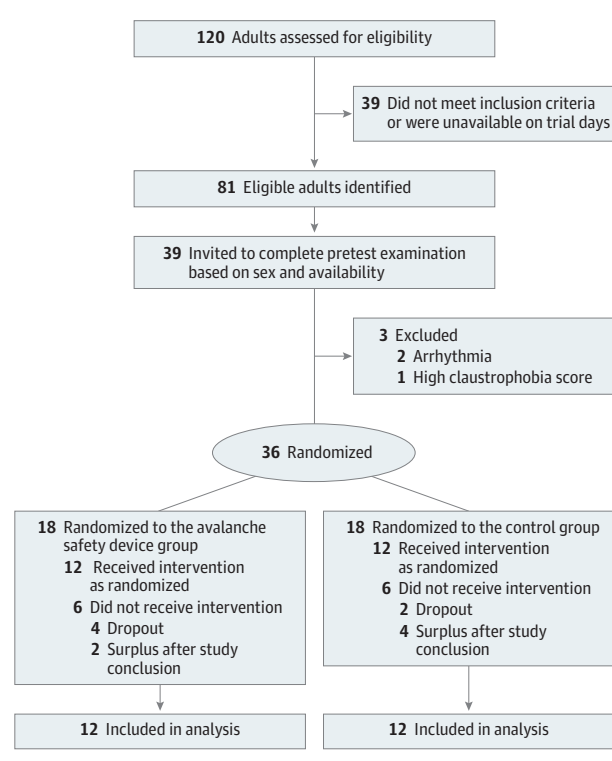 120 Adults assessed for eligibility
39 Did not meet inclusion criteria
or were unavailable on trial days
81 Eligible adults identified
39 Invited to complete pretest examination
based on sex and availability
3 Excluded
2 Arrhythmia
1 High claustrophobia score
36 Randomized
18 Randomized to the avalanche
safety device group
12 Received intervention
as randomized
6 Did not receive intervention
4 Dropout
2 Surplus after study
conclusion
18 Randomized to the control group
12 Received intervention
as randomized
6 Did not receive intervention
2 Dropout
4 Surplus after study
conclusion
12 Included in analysis
12 Included in analysis